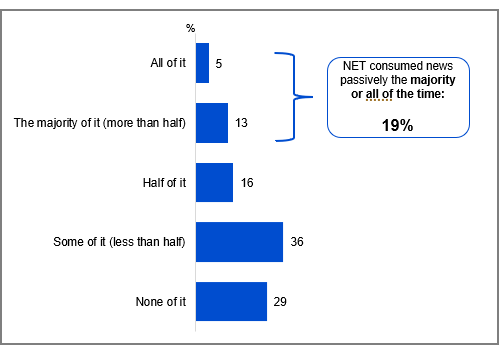 %
All of it
5
The majority of it (more than half)
13
Half of it
16
Some of it (less than half)
36
None of it
29
NET consumed news
passively the majority
or all of the time:
19%